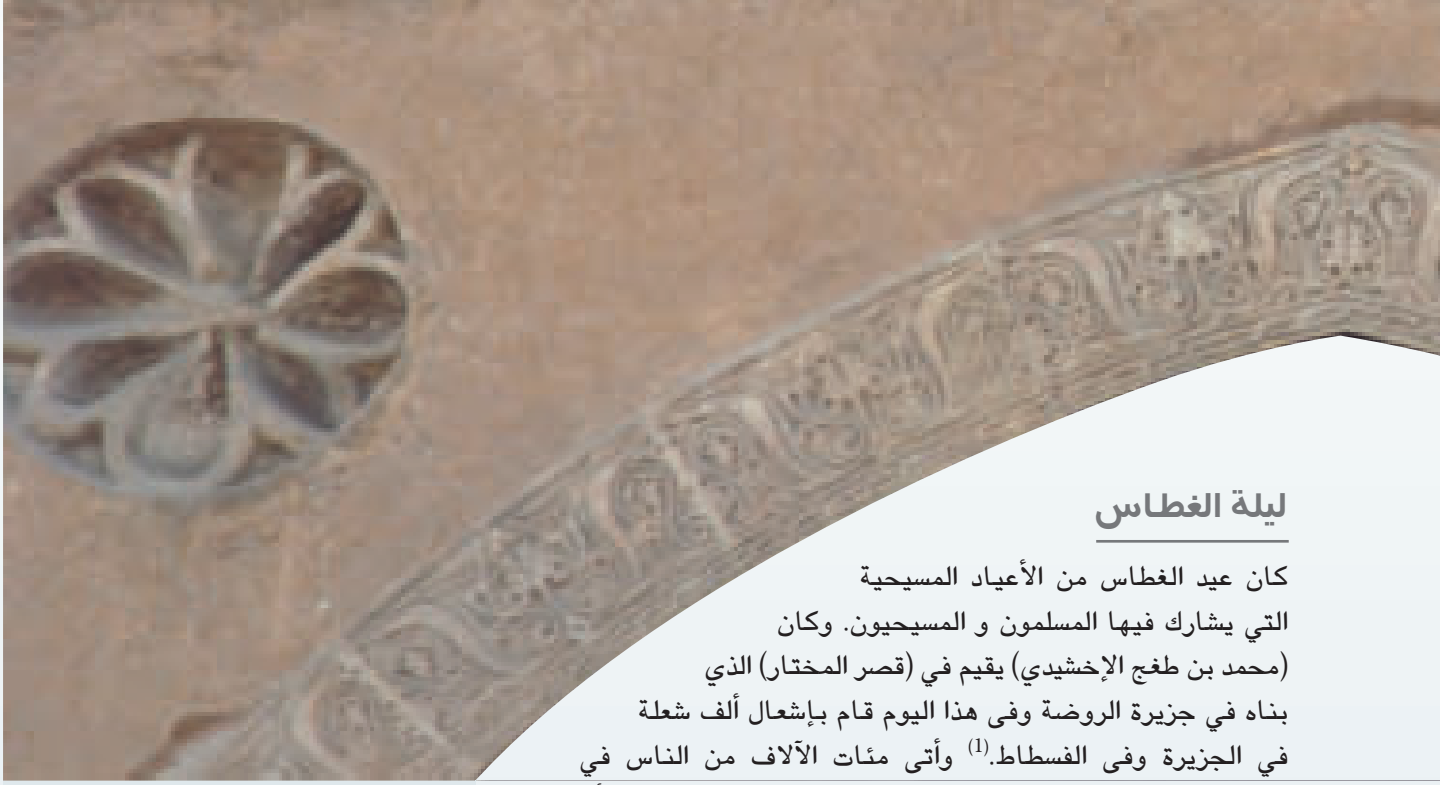 ليلة الغطاس
كان عيد الغطاس من الأعياد المسيحية
التي يشارك فيها المسلمون و المسيحيون. وكان
(محمد بن طغج الإخشيدي) يقيم في (قصر المختار) الذي
بناه في جزيرة الروضة وفى هذا اليوم قام بإشعال ألف شعلة
في الجزيرة وفى الفسطاط.(1) وأتى مئات الآلاف من الناس في